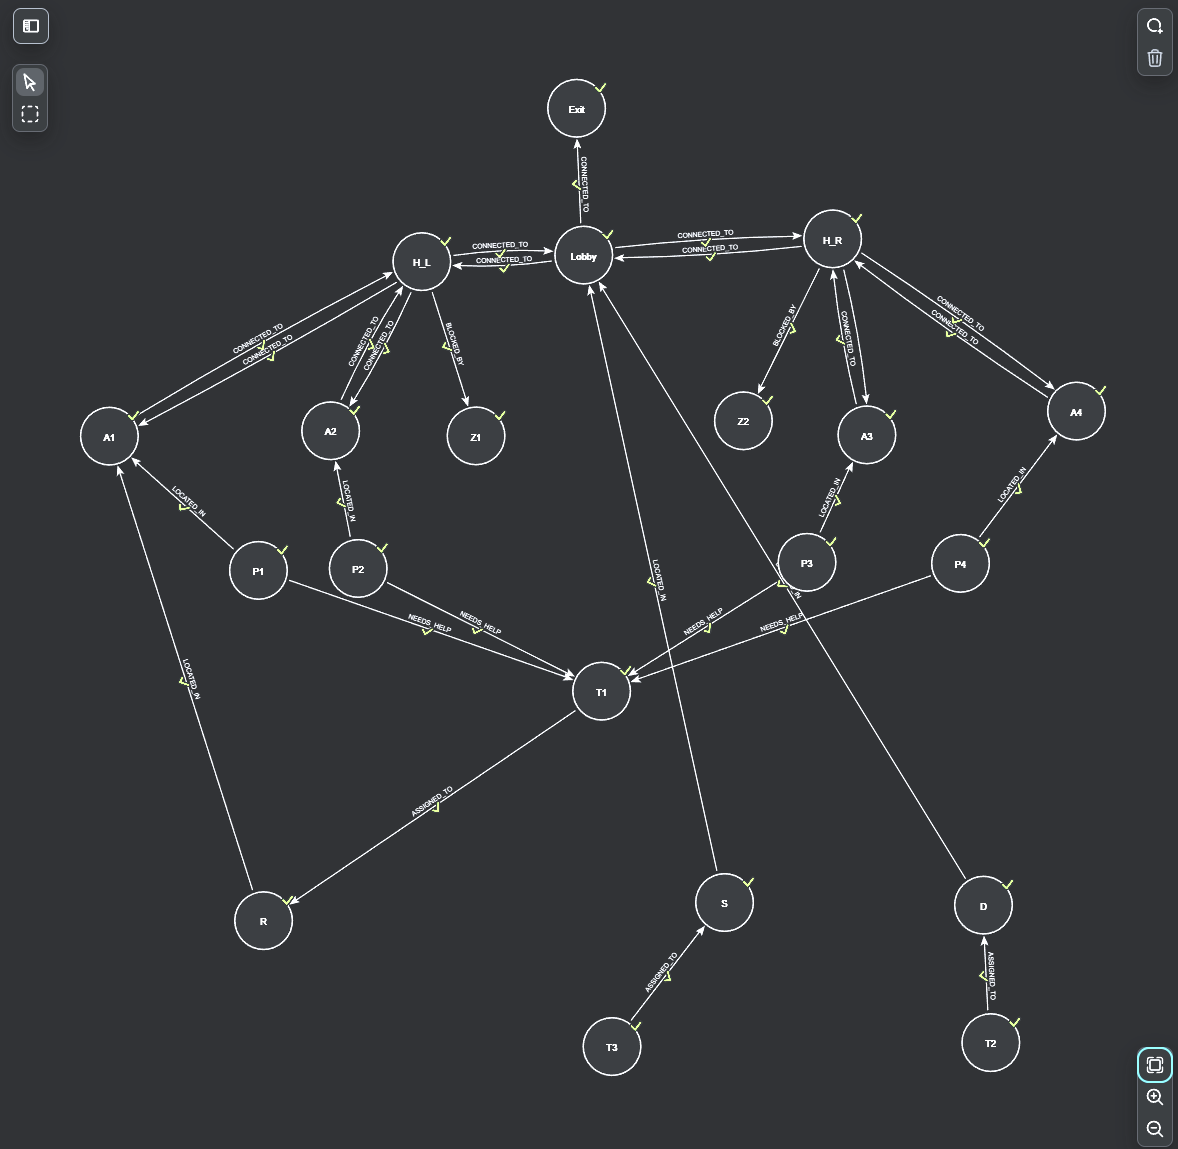 Exit
CONNECTED_TO
H_L
CONNECTED_TO
CONNECTED_TO
Lobby
CONNECTED_TO
CONNECTED_TO
H_R
CONNECTED_TO
CONNECTED_TO
CONNECTED_TO
CONNECTED_TO
BLOCKED_BY
BLOCKED_BY
CONNECTED_TO
CONNECTED_TO
CONNECTED_TO
A1
A2
Z1
Z2
A3
A4
LOCATED_IN
LOCATED_IN
LOCATED_IN
LOCATED_IN
P1
P2
LOCATED_IN
P3
P4
NEEDS_HELP
NEEDS_HELP
NEEDS_HELP
NEEDS_HELP
T1
LOCATED_IN
ASSIGNED_TO
R
S
D
ASSIGNED_TO
ASSIGNED_TO
T3
T2